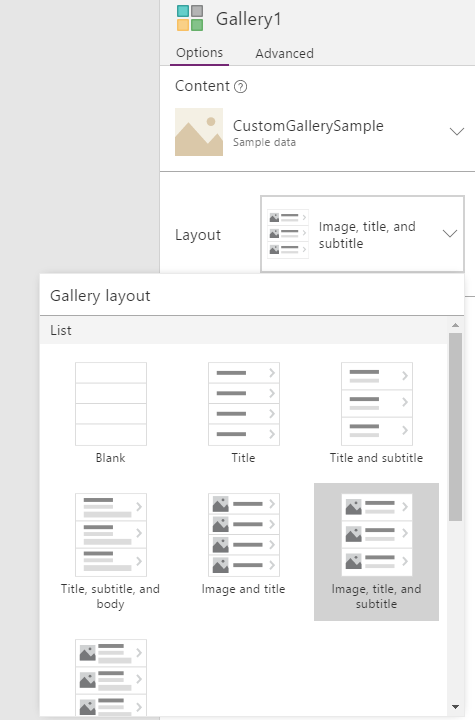 Gallery1
Options Advanced
Content ?
CustomGallerySample
Sample data
Layout
Image, title, and
subtitle
Gallery layout
List
Blank
Title
Title and subtitle
Title, subtitle, and
body
Image and title
Image, title, and
subtitle